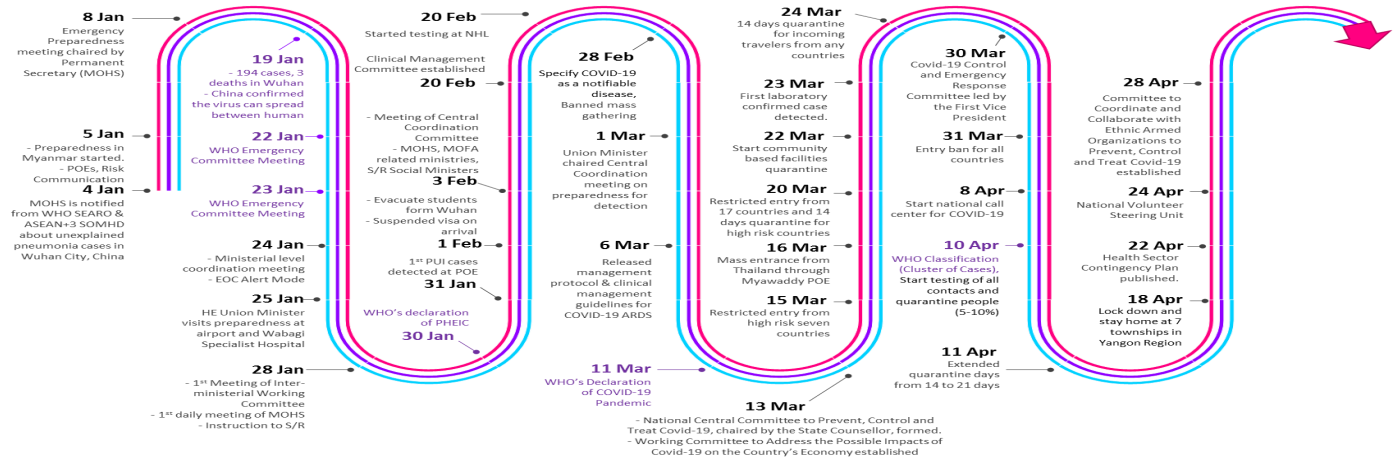 8 Jan
Emergency
Preparedness
meeting chaired by
Permanent
Secretary (MOHS)
5 Jan
- Preparedness in
Myanmar started.
- POEs, Risk
Communication
4 Jan
MOHS is notified
from WHO SEARO &
ASEAN+3 SOMHD
about unexplained
pneumonia cases in
Wuhan City, China
19 Jan
- 194 cases, 3
deaths in Wuhan
- China confirmed
the virus can spread
between human
22 Jan
WHO Emergency
Committee Meeting
23 Jan
WHO Emergency
Committee Meeting
24 Jan
- Ministerial level
coordination meeting
- EOC Alert Mode
25 Jan
HE Union Minister
visits preparedness at
airport and Wabagi
Specialist Hospital
28 Jan
- 1st Meeting of Inter-
ministerial Working
Committee
- 1st daily meeting of MOHS
- Instruction to S/R
20 Feb
Started testing at NHL
Clinical Management
Committee established
20 Feb
- Meeting of Central
Coordination
Committee
- MOHS, MOFA
related ministries,
S/R Social Ministers
3 Feb
- Evacuate students
form Wuhan
- Suspended visa on
arrival
1 Feb
1st PUI cases
detected at POE
31 Jan
WHO's declaration
of PHEIC
30 Jan
28 Feb
Specify COVID-19
as a notifiable
disease,
Banned mass
gathering
1 Mar
Union Minister
chaired Central
Coordination
meeting on
preparedness for
detection
6 Mar
Released
management
protocol & clinical
management
guidelines for
COVID-19 ARDS
11 Mar
WHO's Declaration
of COVID-19
Pandemic
13 Mar
- National Central Committee to Prevent, Control and
Treat Covid-19, chaired by the State Counsellor, formed.
- Working Committee to Address the Possible Impacts of
Covid-19 on the Country's Economy established
24 Mar
14 days quarantine
for incoming
travelers from any
countries
23 Mar
First laboratory
confirmed case
detected.
22 Mar
Start community
based facilities
quarantine
20 Mar
Restricted entry from
17 countries and 14
days quarantine for
high risk countries
16 Mar
Mass entrance from
Thailand through
Myawaddy POE
15 Mar
Restricted entry from
high risk seven
countries
30 Mar
Covid-19 Control
and Emergency
Response
Committee led by
the First Vice
President
31 Mar
Entry ban for all
countries
8 Apr
Start national call
center for COVID-19
10 Apr
WHO Classification
(Cluster of Cases),
Start testing of all
contacts and
quarantine people
(5-10%)
11 Apr
Extended
quarantine days
from 14 to 21 days
28 Apr
Committee to
Coordinate and
Collaborate with
Ethnic Armed
Organizations to
Prevent, Control
and Treat Covid-19
established
24 Apr
National Volunteer
Steering Unit
22 Apr
Health Sector
Contingency Plan
published.
18 Apr
Lock down and
stay home at 7
townships in
Yangon Region